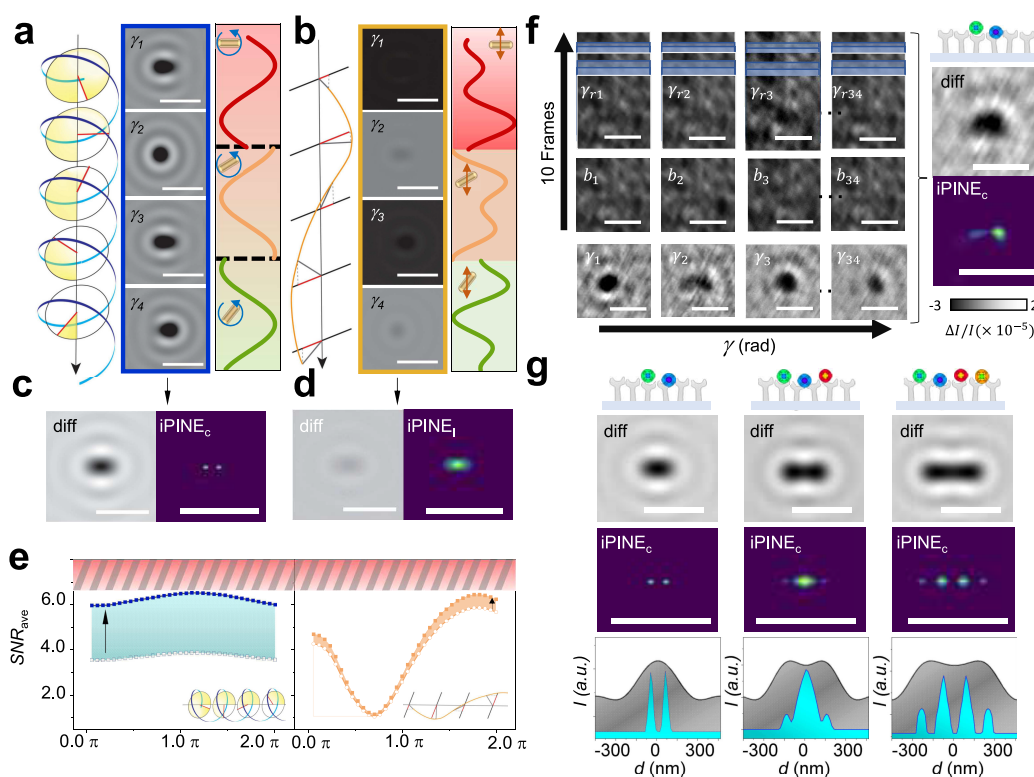 a
γ1
γ2
γ3
γ4
b
γ1
γ2
γ3
γ4
c
diff
iPINEc
d
diff
iPINEl
e
SNRave
6.0
4.0
2.0
0.0 π
1.0 π
2.0 π
0.0 π
1.0 π
2.0 π
f
10 Frames
γr1
γr2
γr3
γr34
b1
b2
b3
b34
γ1
γ2
γ3
γ34
γ (rad)
diff
iPINEc
-3
2
ΔI/I(× 10⁻⁵)
g
diff
diff
diff
iPINEc
iPINEc
iPINEc
I (a.u.)
I (a.u.)
I (a.u.)
-300 0 300
-300 0 300
-300 0 300
d (nm)
d (nm)
d (nm)